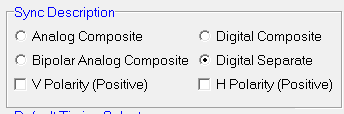 Sync Description
Analog Composite
Digital Composite
Bipolar Analog Composite
Digital Separate
V Polarity (Positive)
H Polarity (Positive)